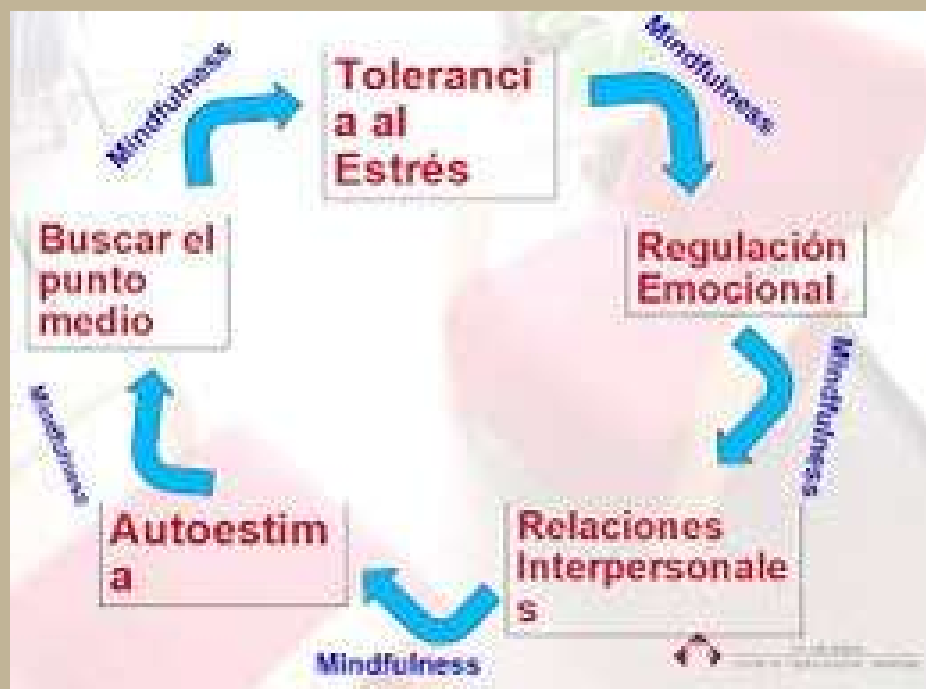 Mindfulness
Toleranci
a al
Estrés
Mindfulness
Regulación
Emocional
Mindfulness
Relaciones
Interpersonale
s
Mindfulness
Autoestim
a
Mindfulness
Buscar el
punto
medio